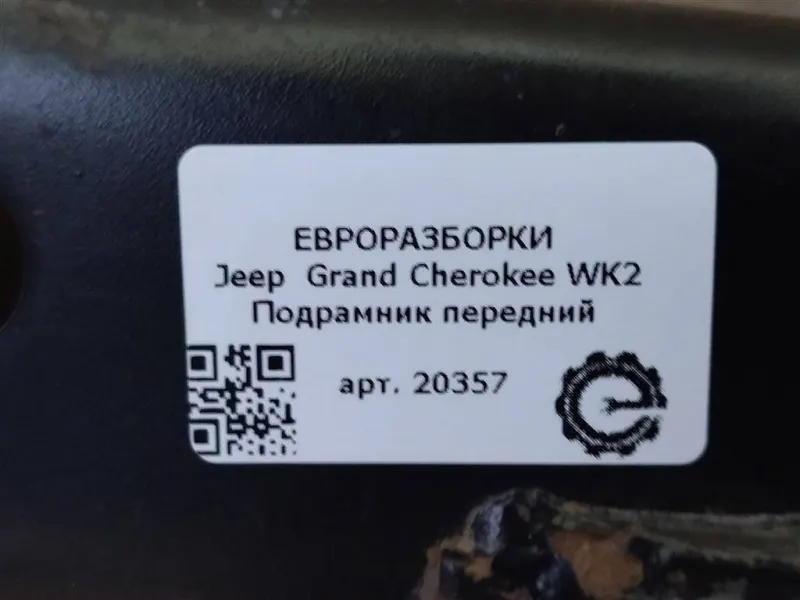 ЕВРОРАЗБОРКИ
Jeep Grand Cherokee WK2
Подрамник передний
арт. 20357